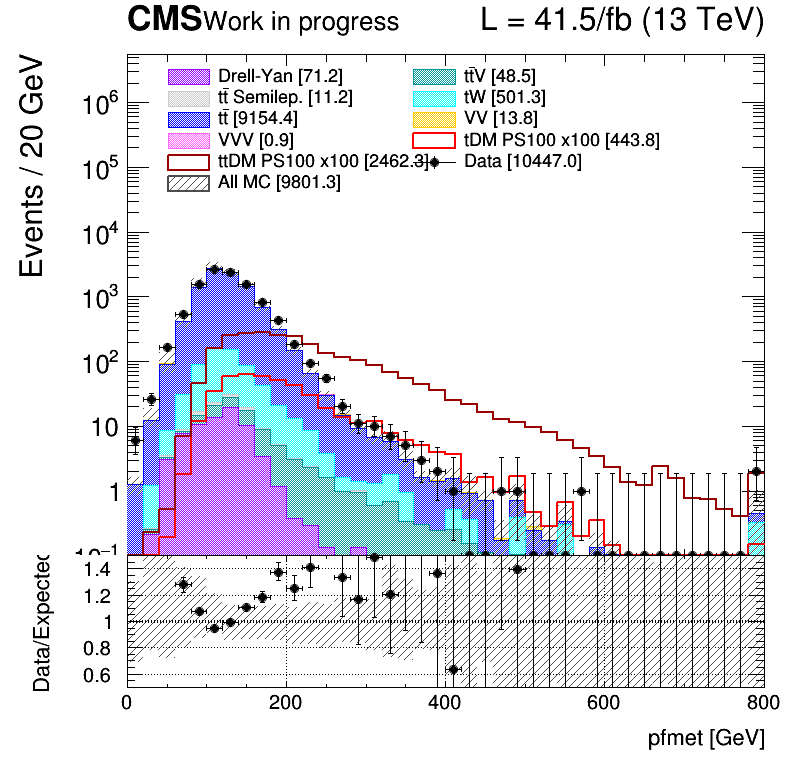 CMS Work in progress L = 41.5/fb (13 TeV)
Events / 20 GeV
Drell-Yan [71.2] tt̄V [48.5]
tt̄ Semilep. [11.2] tW [501.3]
tt̄ [9154.4] VV [13.8]
VVV [0.9] tDM PS100 x100 [443.8]
ttDM PS100 x100 [2462.3] Data [10447.0]
All MC [9801.3]
10⁶
10⁵
10⁴
10³
10²
10
1
10⁻¹
Data/Expected
1.4
1.2
1
0.8
0.6
0 200 400 600 800
pfmet [GeV]